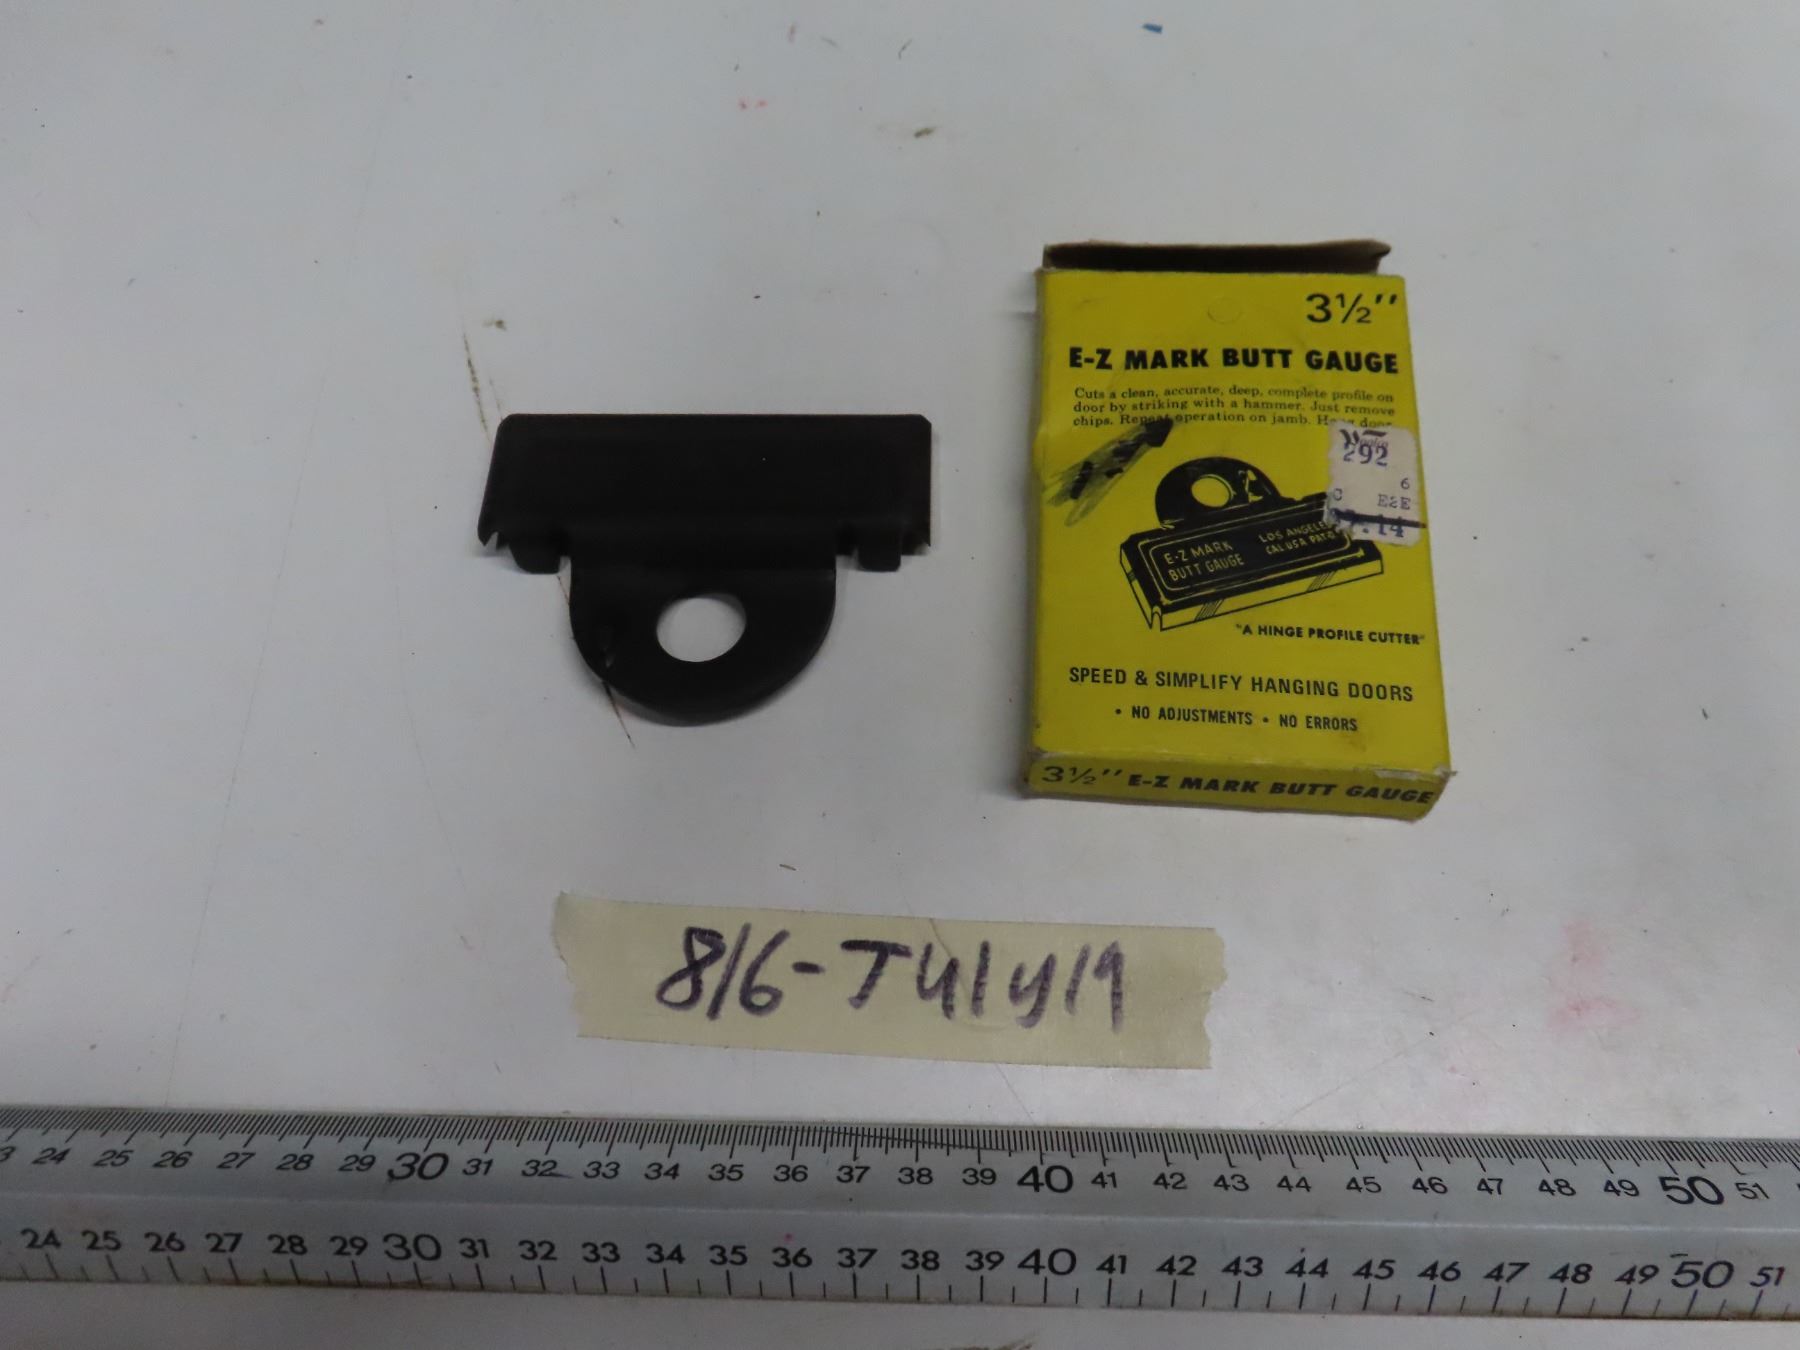 3½"
E-Z MARK BUTT GAUGE
Cuts a clean, accurate, deep, complete profile on
door by striking with a hammer. Just remove
chips. Repeat operation on jamb. Hang door
292
6
C E2E
.14
E-Z MARK
BUTT GAUGE
LOS ANGELES
CAL USA PAT'D
"A HINGE PROFILE CUTTER"
SPEED & SIMPLIFY HANGING DOORS
• NO ADJUSTMENTS • NO ERRORS
3½" E-Z MARK BUTT GAUGE
8/6-TULY19
24 25 26 27 28 29 30 31 32 33 34 35 36 37 38 39 40 41 42 43 44 45 46 47 48 49 50 51
24 25 26 27 28 29 30 31 32 33 34 35 36 37 38 39 40 41 42 43 44 45 46 47 48 49 50 51